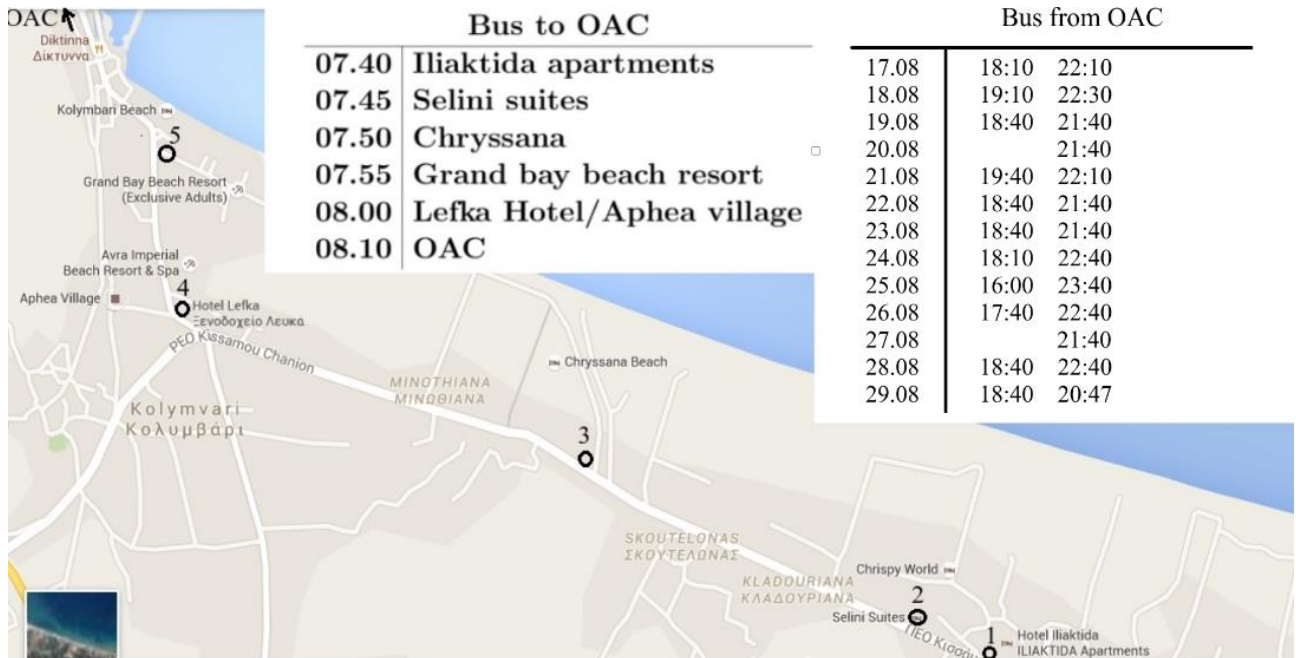 OAC
Diktinna
Δίκτυννα
Kolymbari Beach
5
Grand Bay Beach Resort
(Exclusive Adults)
Avra Imperial
Beach Resort & Spa
4
Aphea Village
Hotel Lefka
Ξενοδοχείο Λευκα
PEO Kissamou Chanion
Kolymvari
Κολυμβάρι
MINOTHIANA
ΜΙΝΩΘΙΑΝΑ
Chryssana Beach
3
SKOUTELONAS
ΣΚΟΥΤΕΛΩΝΑΣ
KLADOURIANA
ΚΛΑΔΟΥΡΙΑΝΑ
Chrispy World
2
Selini Suites
1
Hotel Iliaktida
ILIAKTIDA Apartments
Bus to OAC
07.40 Iliaktida apartments
07.45 Selini suites
07.50 Chryssana
07.55 Grand bay beach resort
08.00 Lefka Hotel/Aphea village
08.10 OAC
Bus from OAC
17.08 18:10 22:10
18.08 19:10 22:30
19.08 18:40 21:40
20.08 21:40
21.08 19:40 22:10
22.08 18:40 21:40
23.08 18:40 21:40
24.08 18:10 22:40
25.08 16:00 23:40
26.08 17:40 22:40
27.08 21:40
28.08 18:40 22:40
29.08 18:40 20:47